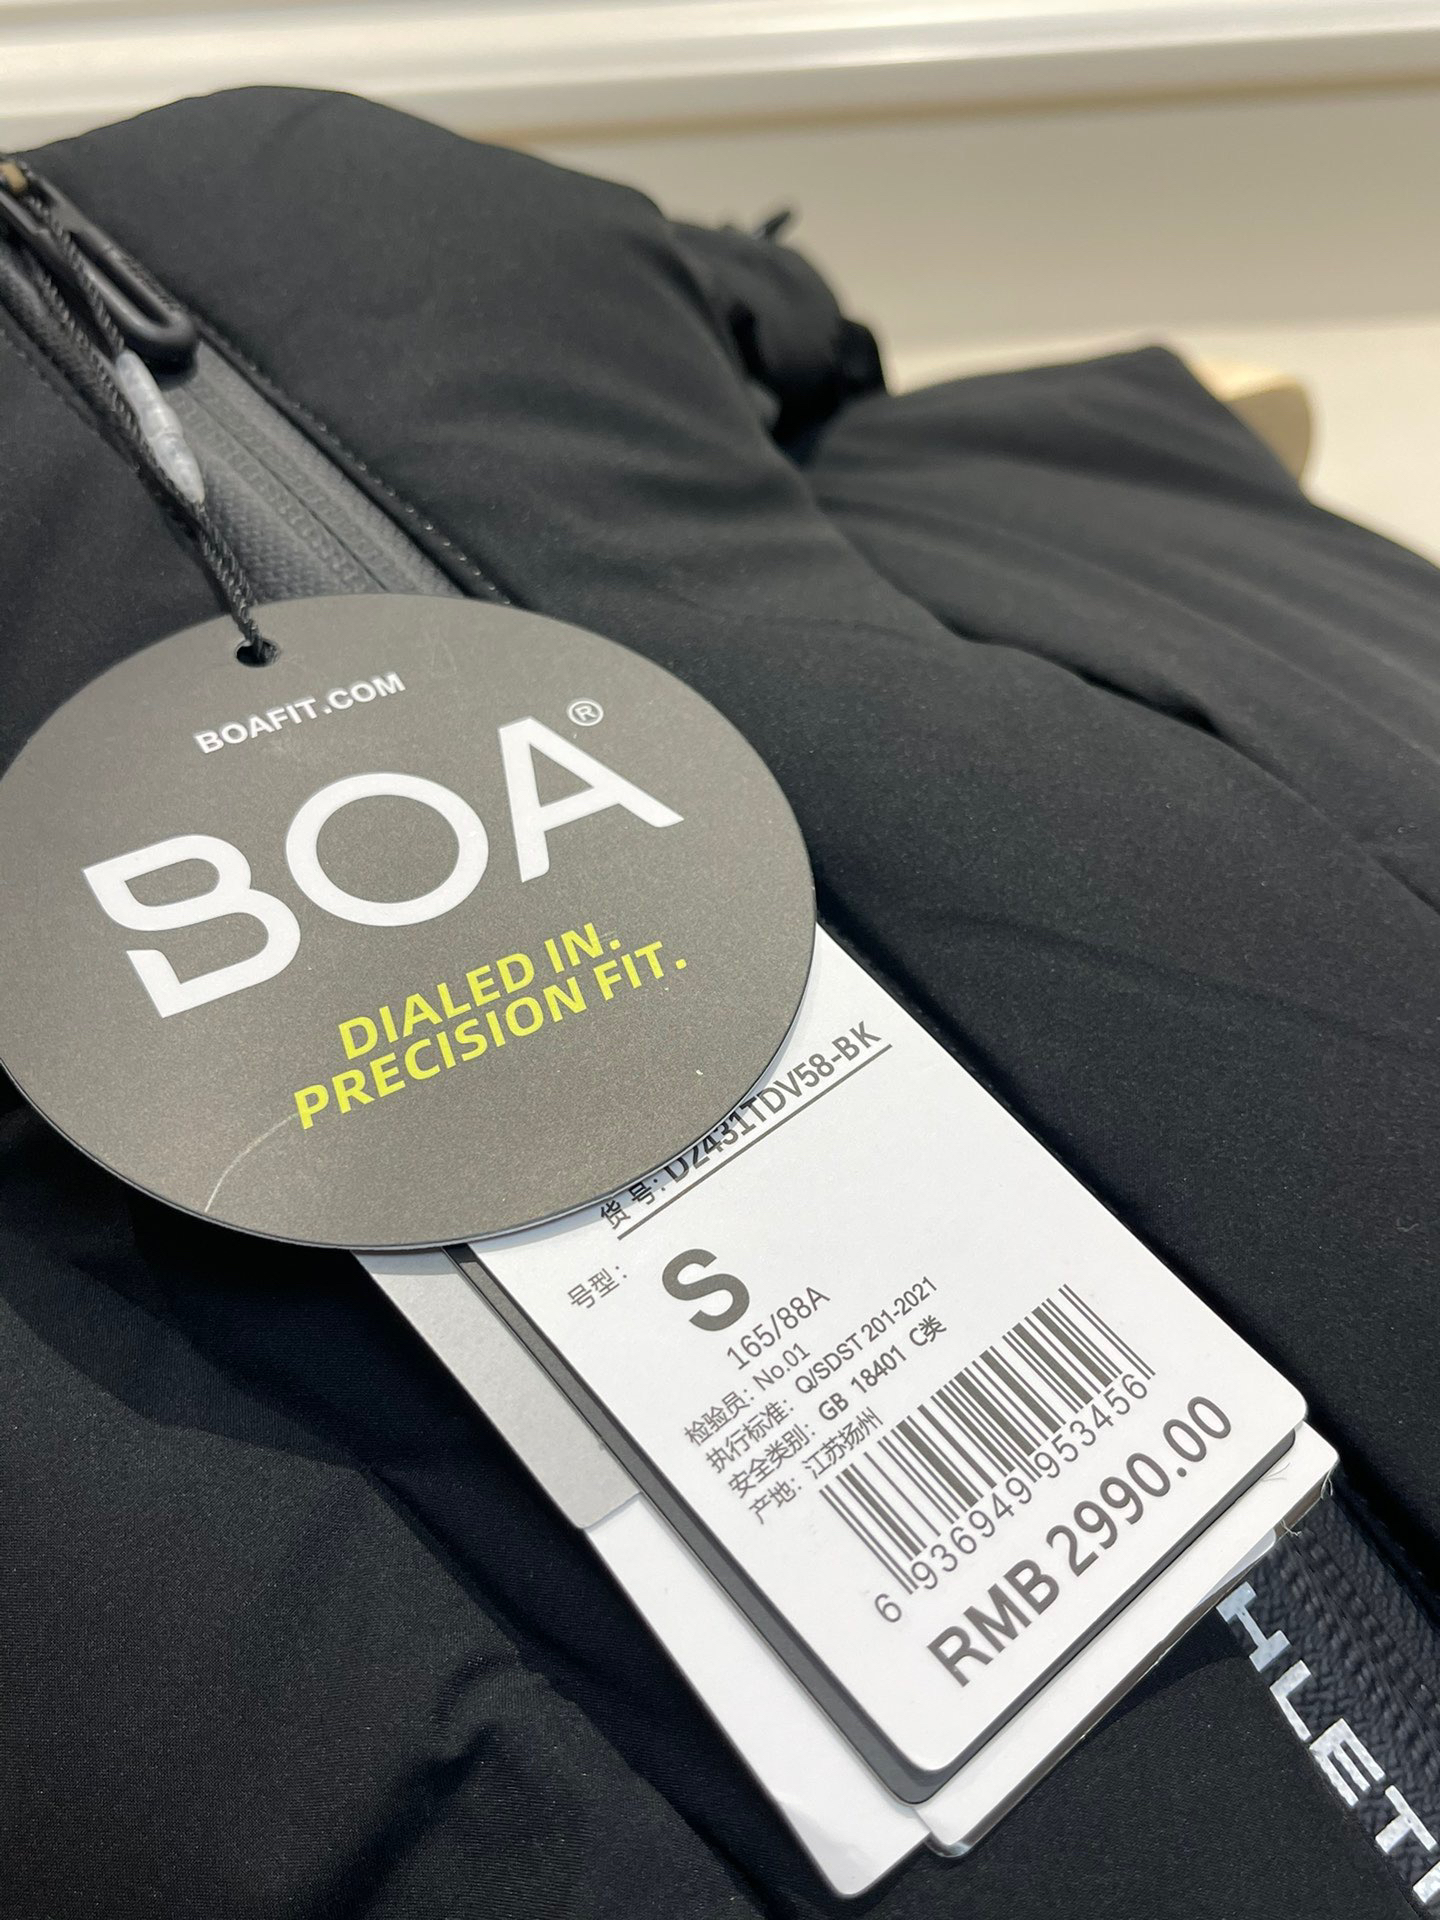 BOAFIT.COM
BOA®
DIALED IN.
PRECISION FIT.
货号: D2431TDV58-BK
号型: S
165/88A
检验员: No.01
执行标准: Q/SDST 201-2021
安全类别: GB 18401 C类
产地: 江苏扬州
6 936949 953456
RMB 2990.00
HLET